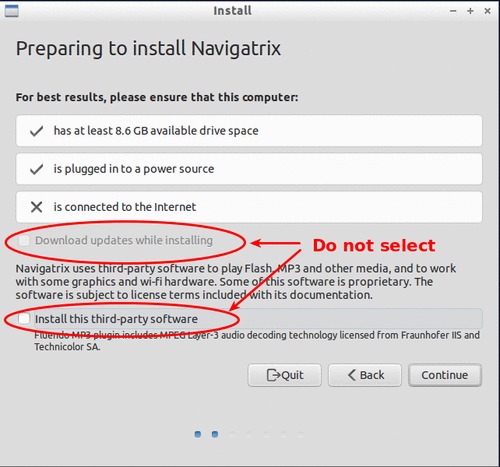 Install
Preparing to install Navigatrix
For best results, please ensure that this computer:
has at least 8.6 GB available drive space
is plugged in to a power source
is connected to the Internet
Download updates while installing
Do not select
Navigatrix uses third-party software to play Flash, MP3 and other media, and to work
with some graphics and wi-fi hardware. Some of this software is proprietary. The
software is subject to license terms included with its documentation.
Install this third-party software
Fluendo MP3 plugin includes MPEG Layer-3 audio decoding technology licensed from Fraunhofer IIS and
Technicolor SA.
Quit
Back
Continue